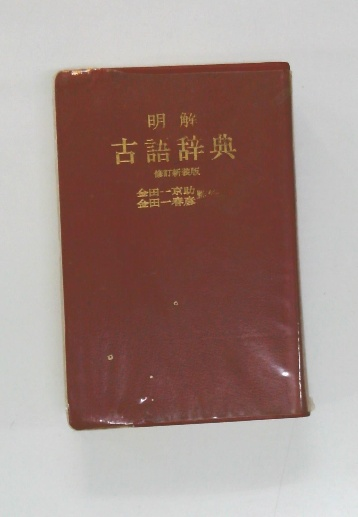 明解
古語辞典
修訂新装版
金田一京助
金田一春彦